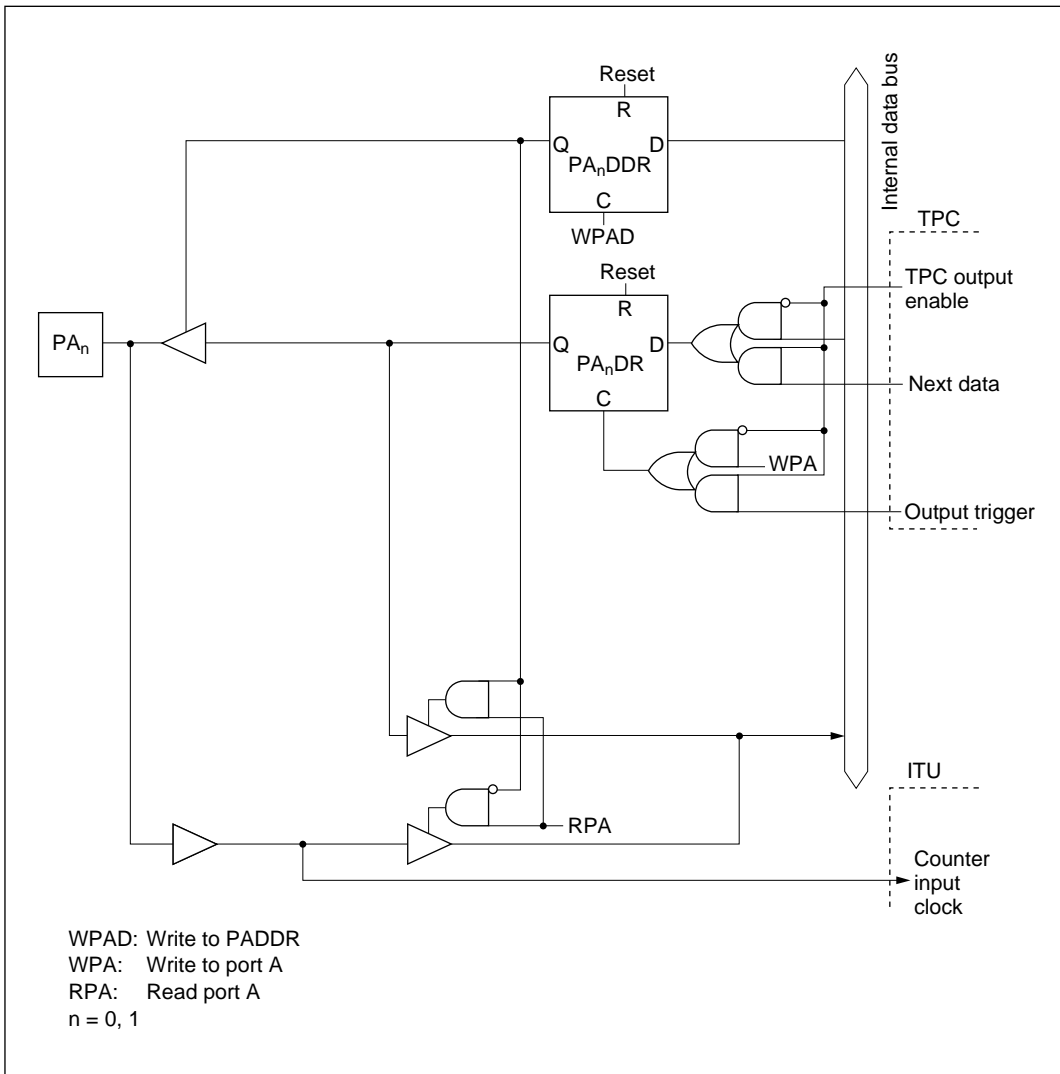 Reset
R
Q
D
PAnDDR
C
WPAD
Internal data bus
TPC
Reset
R
TPC output
enable
PAn
Q
D
PAnDR
C
Next data
WPA
Output trigger
RPA
ITU
Counter
input
clock
WPAD: Write to PADDR
WPA: Write to port A
RPA: Read port A
n = 0, 1